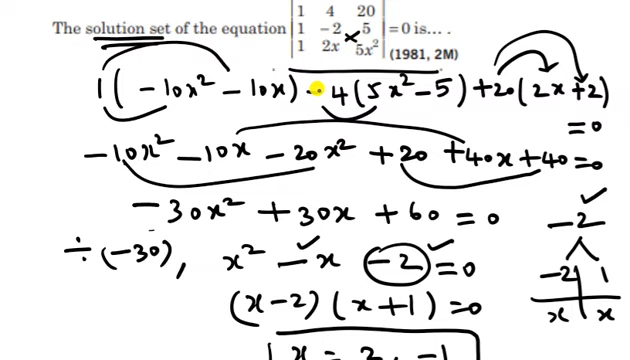 The solution set of the equation | 1 4 20 |
| 1 -2 5 | = 0 is... .
| 1 2x 5x² | (1981, 2M)
1 ( -10x² - 10x ) - 4 ( 5x² - 5 ) + 20 ( 2x + 2 )
= 0
-10x² - 10x - 20x² + 20 + 40x + 40 = 0
-30x² + 30x + 60 = 0
÷ (-30), x² - x - 2 = 0
(x - 2) (x + 1) = 0
x = 2, -1
-2
-2 | 1
x | x